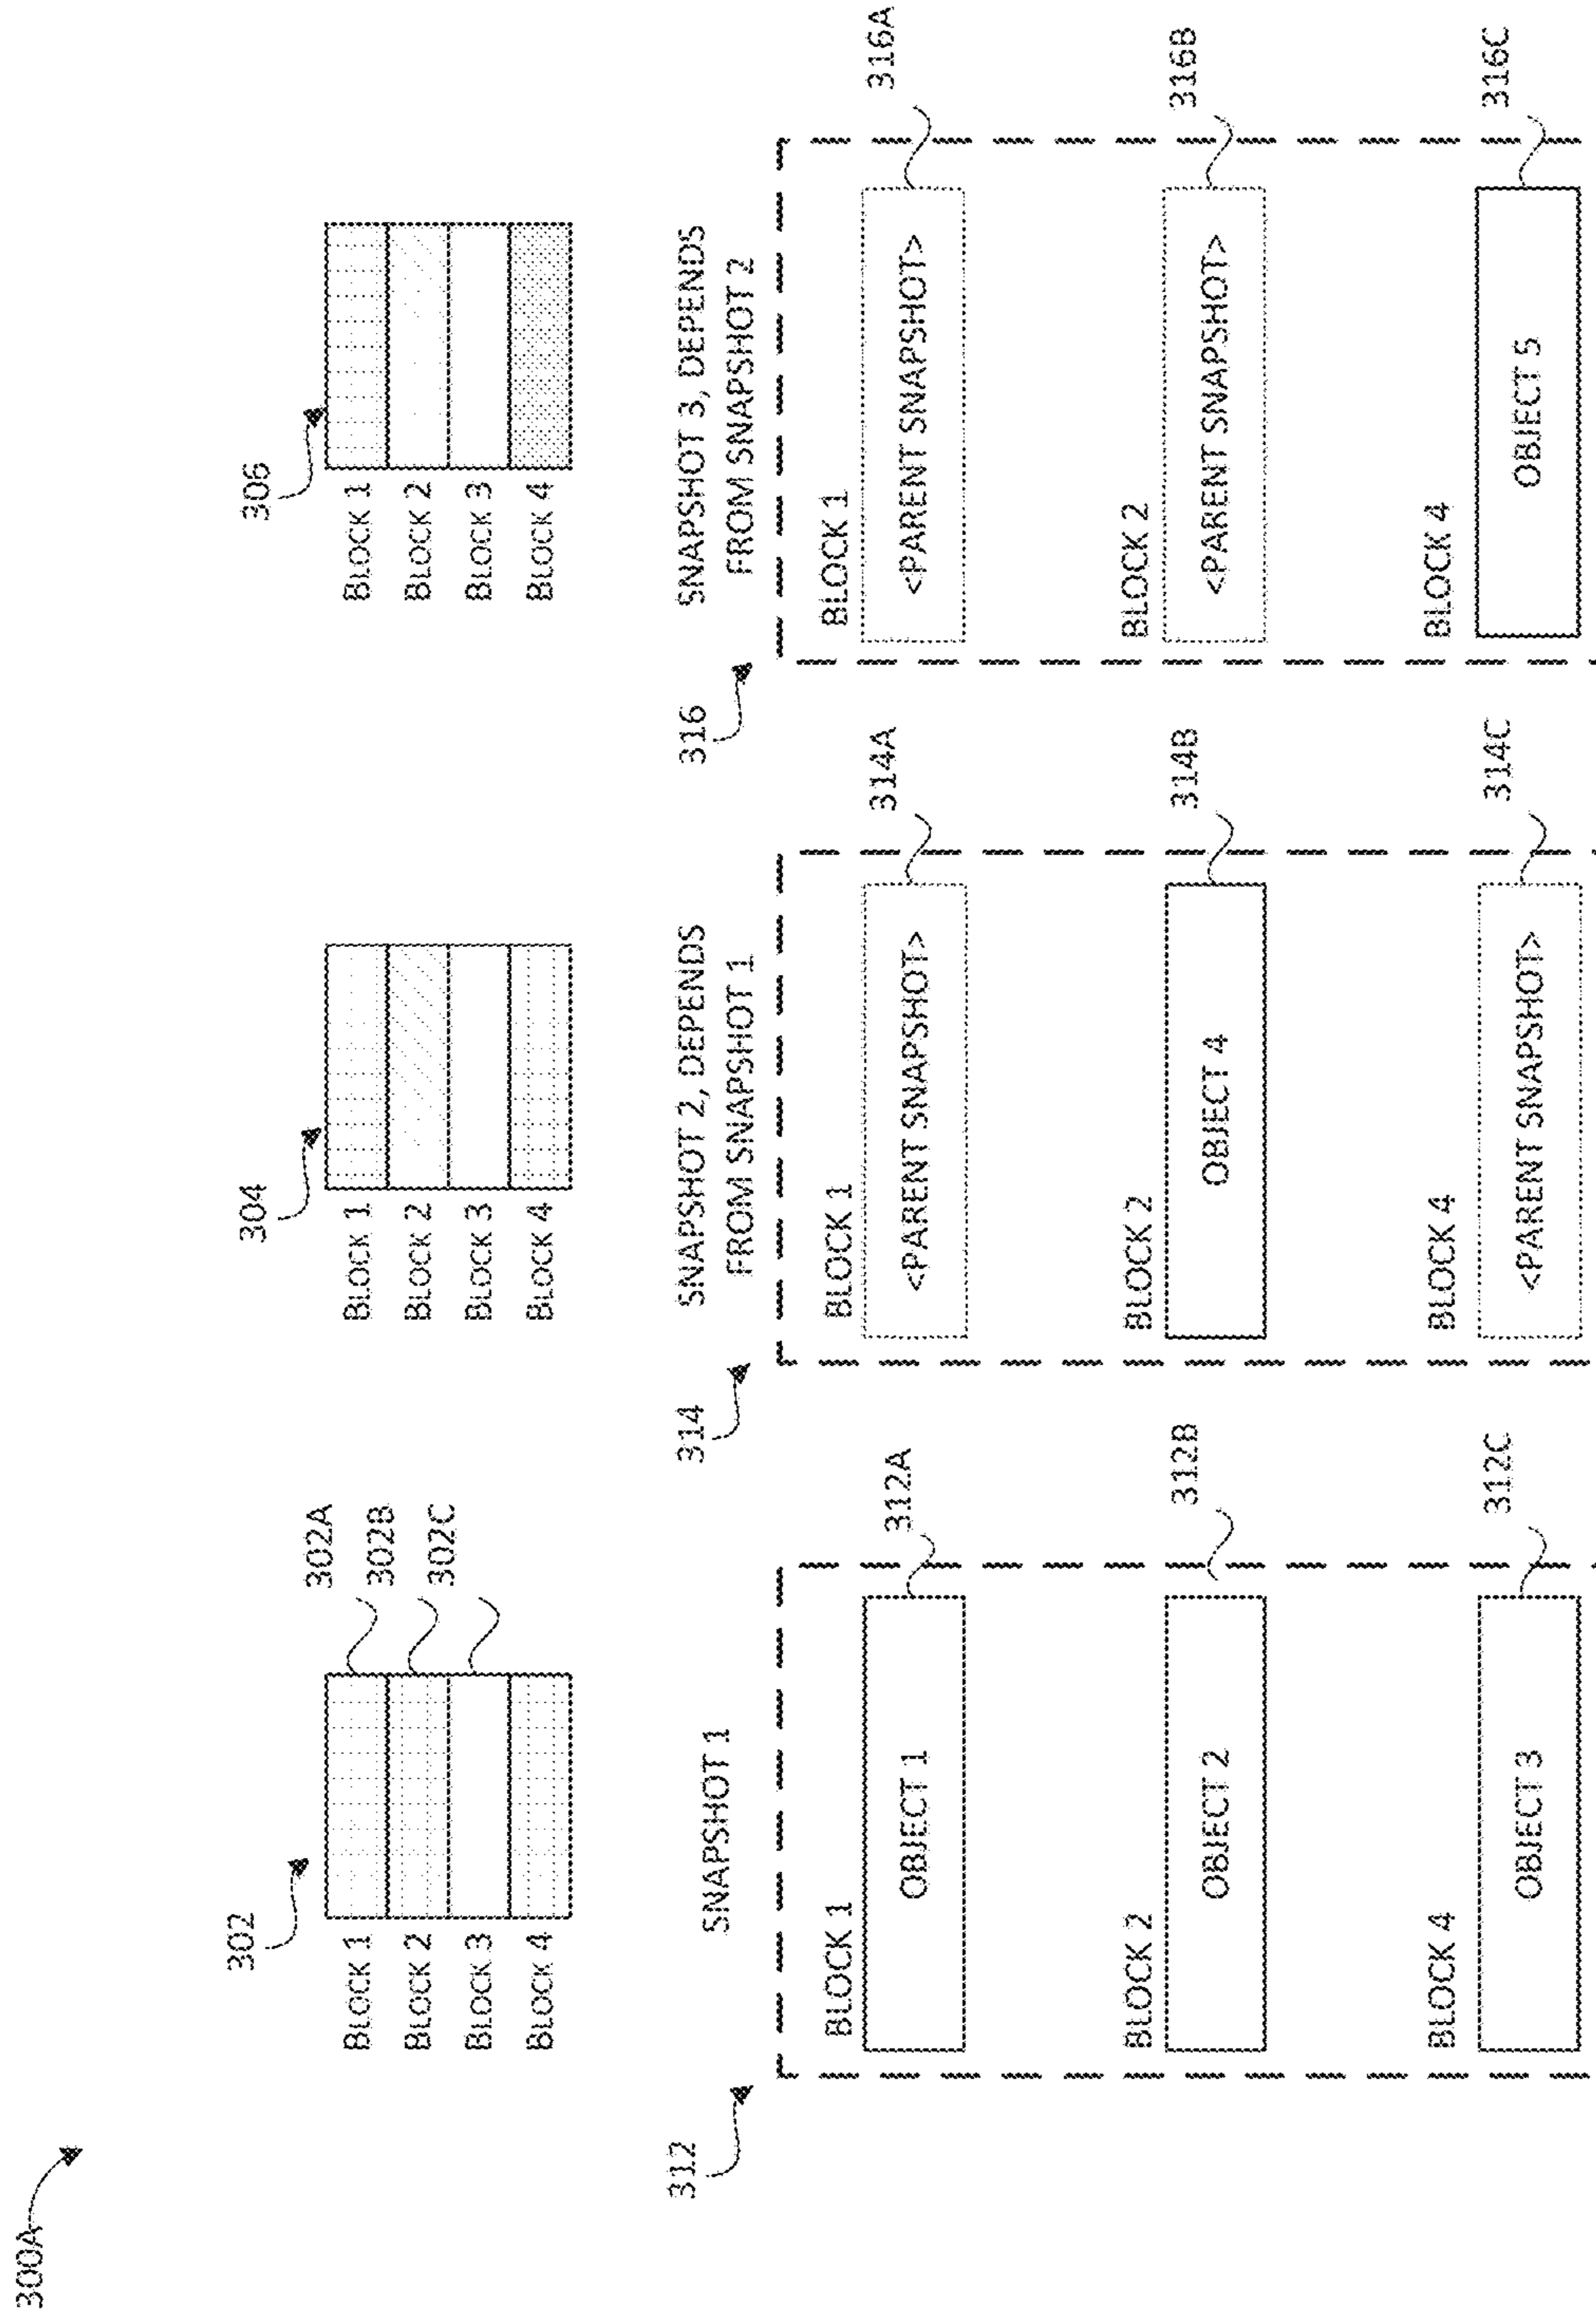 300A
302
302A
302B
302C
BLOCK 1
BLOCK 2
BLOCK 3
BLOCK 4
304
BLOCK 1
BLOCK 2
BLOCK 3
BLOCK 4
306
BLOCK 1
BLOCK 2
BLOCK 3
BLOCK 4
312
SNAPSHOT 1
BLOCK 1
OBJECT 1
312A
BLOCK 2
OBJECT 2
312B
BLOCK 4
OBJECT 3
312C
314
SNAPSHOT 2, DEPENDS
FROM SNAPSHOT 1
BLOCK 1
<PARENT SNAPSHOT>
314A
BLOCK 2
OBJECT 4
314B
BLOCK 4
<PARENT SNAPSHOT>
314C
316
SNAPSHOT 3, DEPENDS
FROM SNAPSHOT 2
BLOCK 1
<PARENT SNAPSHOT>
316A
BLOCK 2
<PARENT SNAPSHOT>
316B
BLOCK 4
OBJECT 5
316C